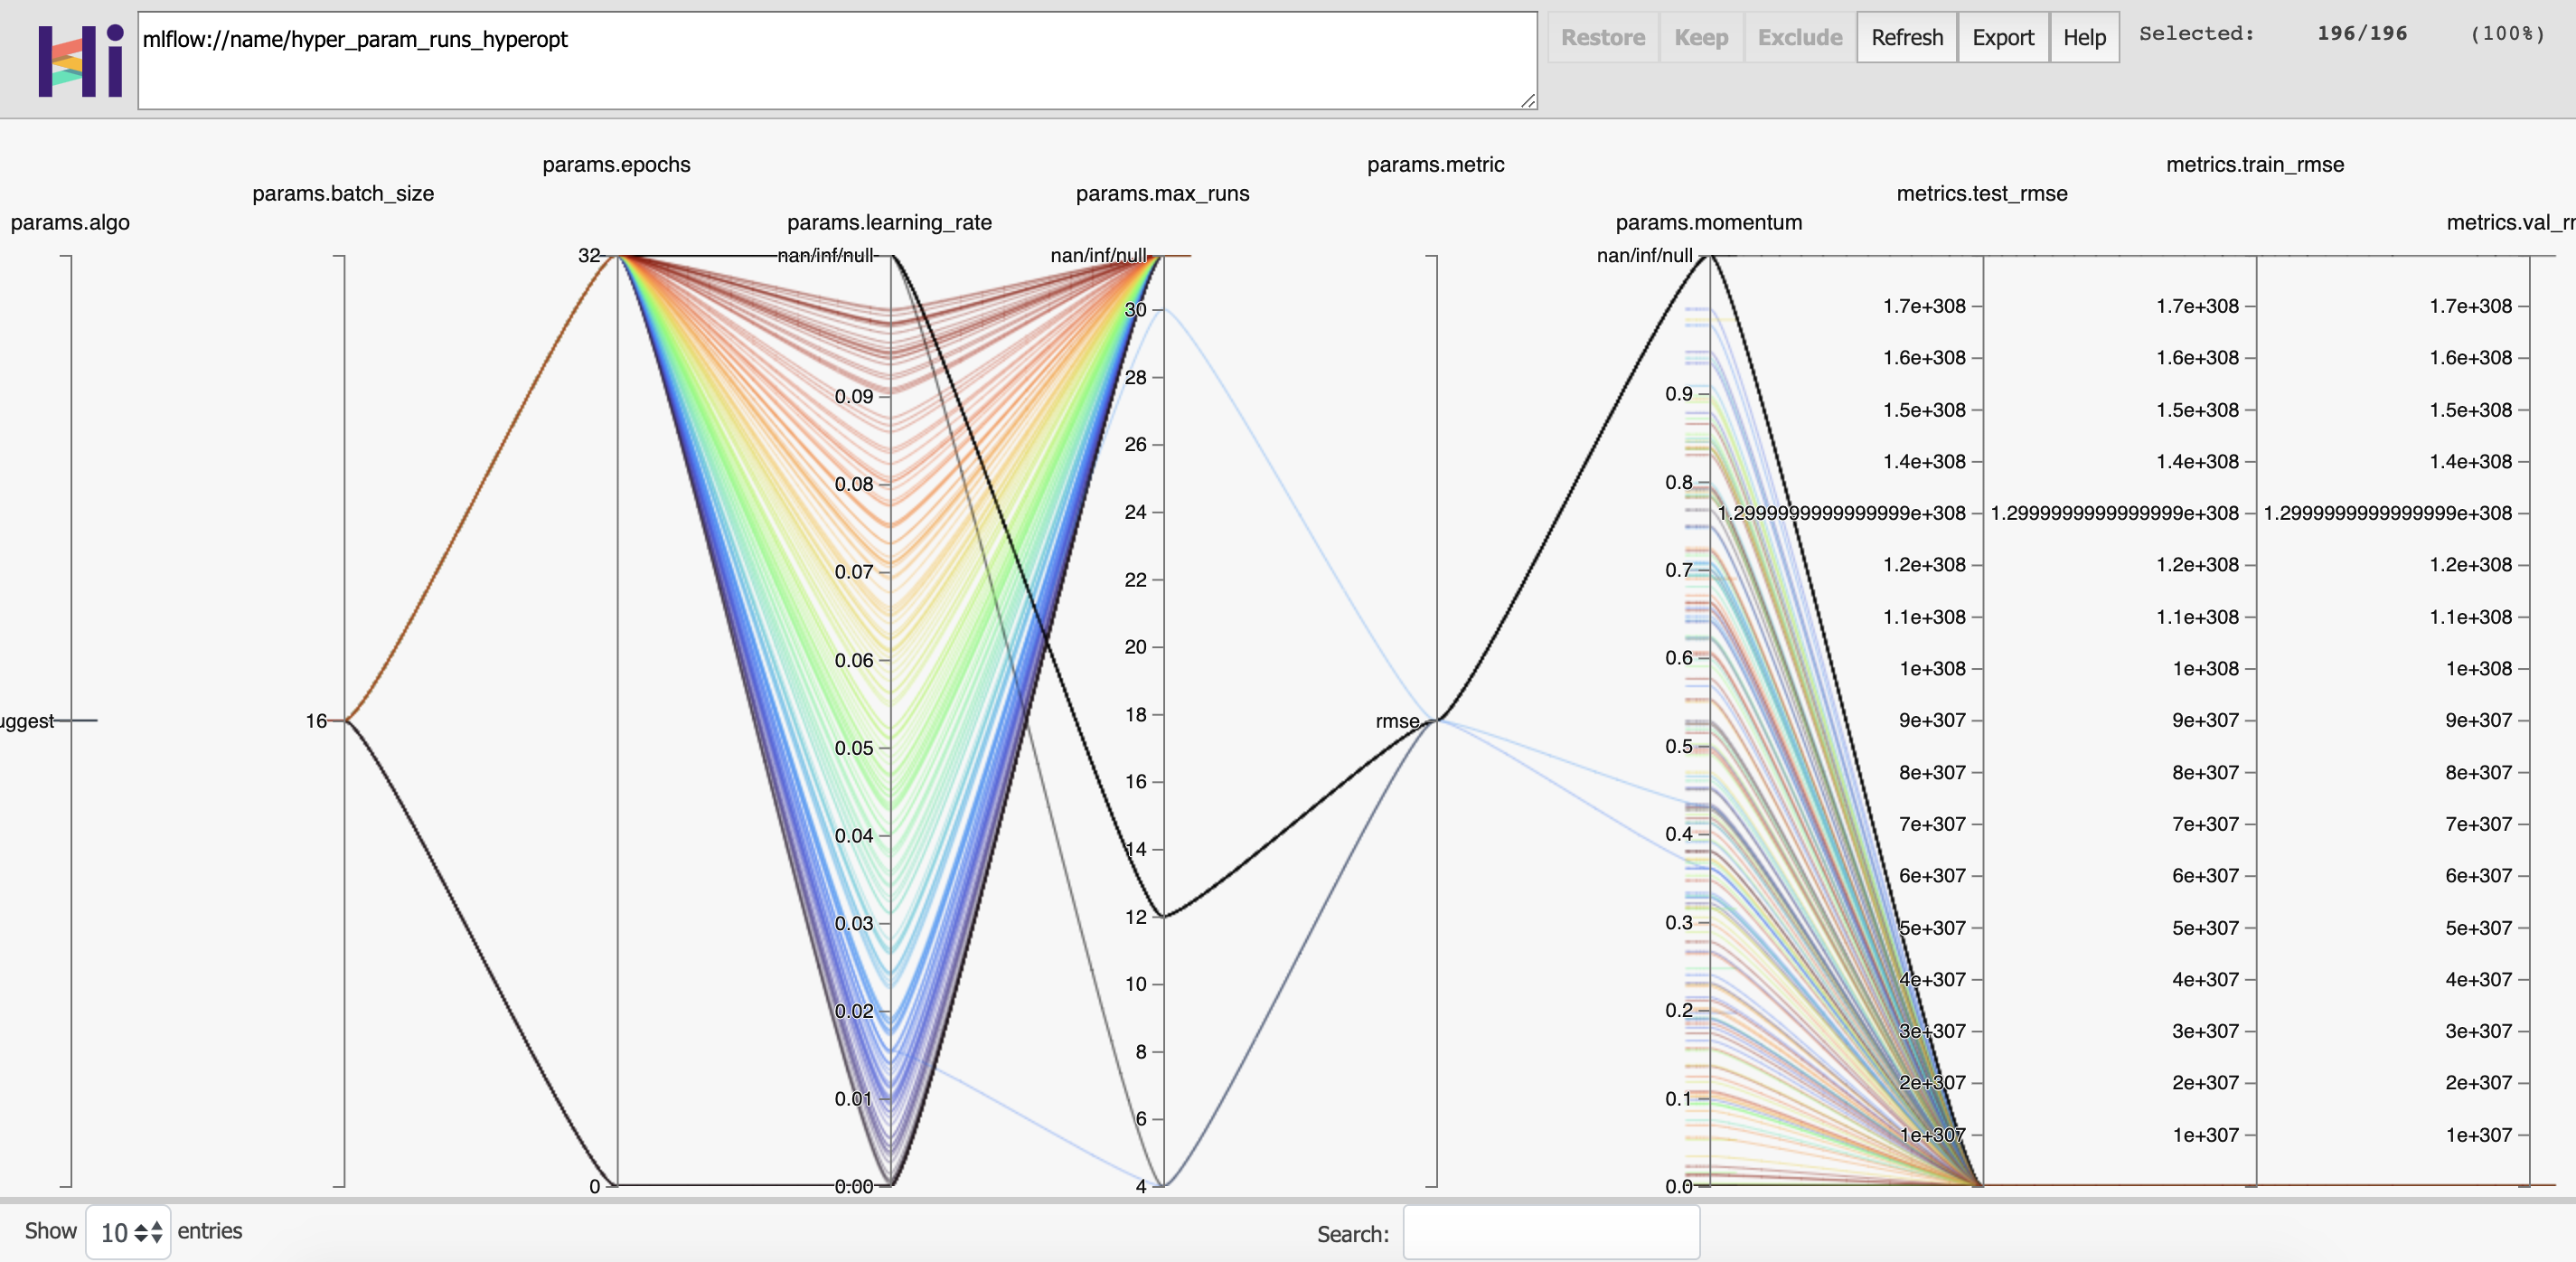 Hi
mlflow://name/hyper_param_runs_hyperopt
Restore Keep Exclude Refresh Export Help Selected: 196/196 (100%)
params.epochs params.metric metrics.train_rmse
params.batch_size params.max_runs metrics.test_rmse
params.algo params.learning_rate params.momentum metrics.val_r
32 nan/inf/null nan/inf/null nan/inf/null
30 1.7e+308 1.7e+308 1.7e+308
28 1.6e+308 1.6e+308 1.6e+308
0.09 0.9
26 1.5e+308 1.5e+308 1.5e+308
1.4e+308 1.4e+308 1.4e+308
0.08 0.8
24 1.2999999999999999e+308 1.2999999999999999e+308 1.2999999999999999e+308
0.07 22 0.7 1.2e+308 1.2e+308 1.2e+308
1.1e+308 1.1e+308 1.1e+308
20
0.06 0.6 1e+308 1e+308 1e+308
uggest 16 18 rmse 9e+307 9e+307 9e+307
0.05 0.5
16 8e+307 8e+307 8e+307
0.04 14 0.4 7e+307 7e+307 7e+307
6e+307 6e+307 6e+307
0.03 12 0.3 5e+307 5e+307 5e+307
10 4e+307 4e+307 4e+307
0.02 0.2
8 3e+307 3e+307 3e+307
0.01 0.1 2e+307 2e+307 2e+307
6 1e+307 1e+307 1e+307
0 0.00 4 0.0
Show 10 entries Search: